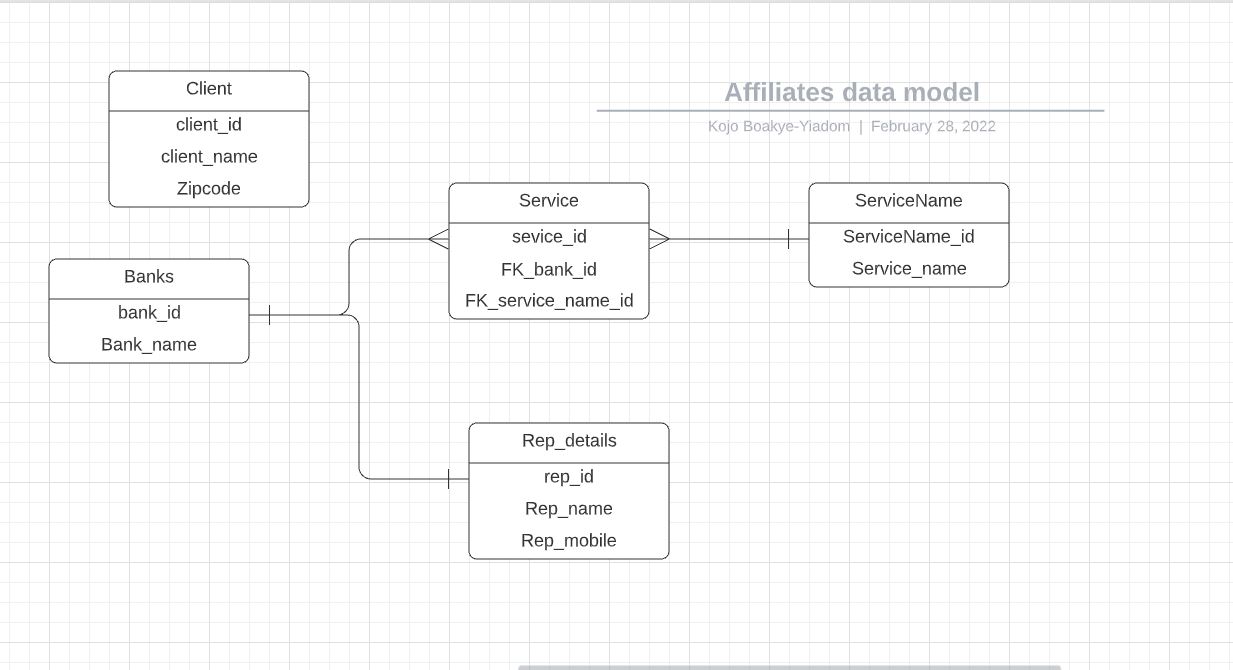 Client
client_id
client_name
Zipcode
Affiliates data model
Kojo Boakye-Yiadom | February 28, 2022
Service
sevice_id
FK_bank_id
FK_service_name_id
ServiceName
ServiceName_id
Service_name
Banks
bank_id
Bank_name
Rep_details
rep_id
Rep_name
Rep_mobile